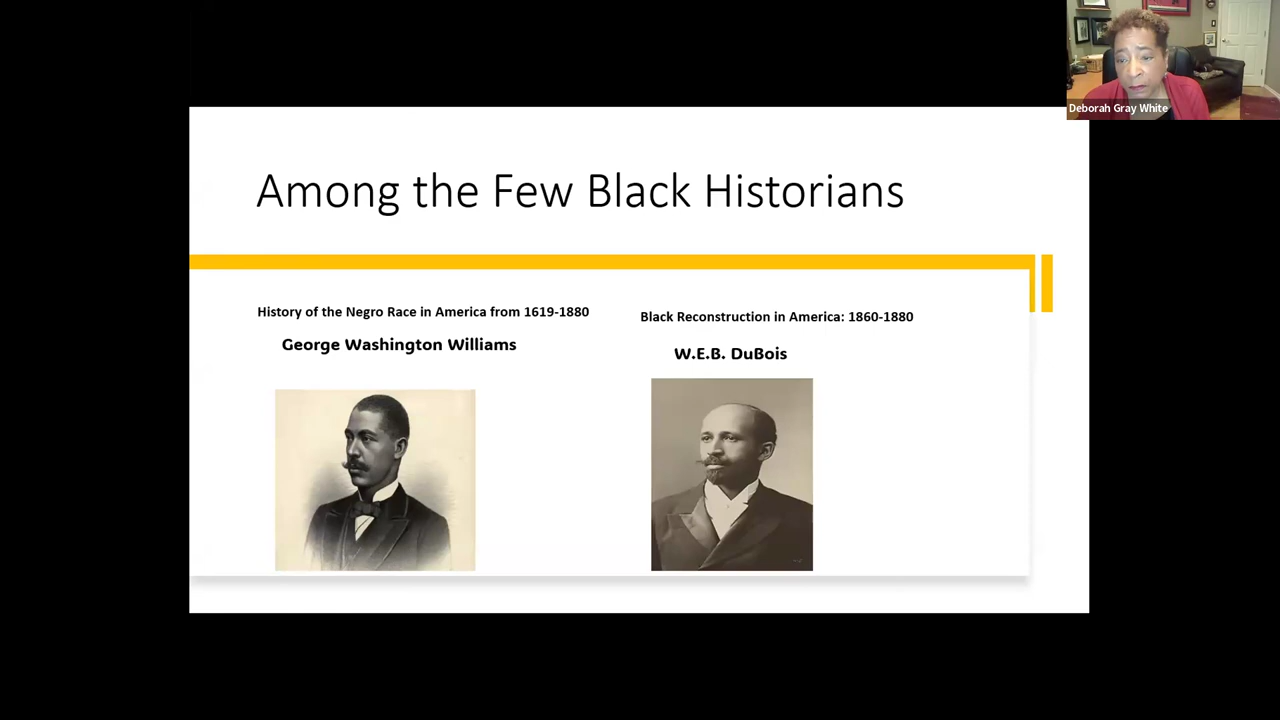 Deborah Gray White
Among the Few Black Historians
History of the Negro Race in America from 1619-1880
George Washington Williams
Black Reconstruction in America: 1860-1880
W.E.B. DuBois